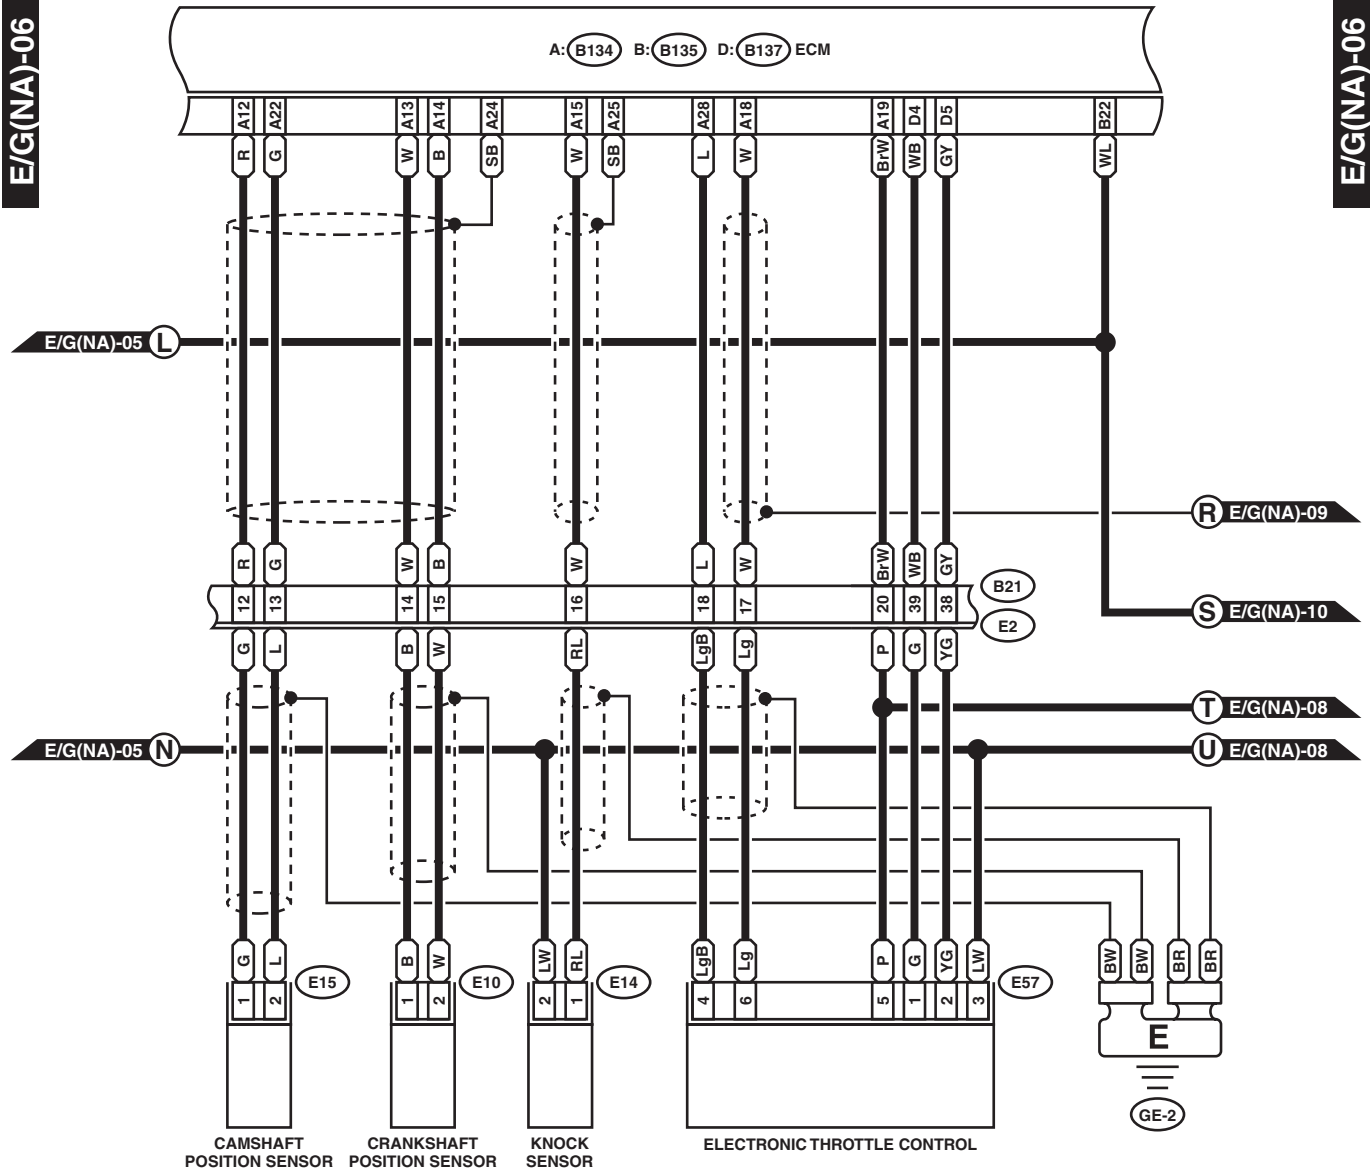 E/G(NA)-06
E/G(NA)-06
A: B134 B: B135 D: B137 ECM
A12 A22 A13 A14 A24 A15 A25 A28 A18 A19 D4 D5 B22
R G W B SB W SB L W BrW WB GY WL
E/G(NA)-05 L
R E/G(NA)-09
R G W B W L W BrW WB GY
B21
12 13 14 15 16 18 17 20 39 38
S E/G(NA)-10
E2
G L B W RL LgB Lg P G YG
T E/G(NA)-08
E/G(NA)-05 N
U E/G(NA)-08
G L B W LW RL LgB Lg P G YG LW BW BW BR BR
E15 E10 E14 E57
1 2 1 2 2 1 4 6 5 1 2 3
E
GE-2
CAMSHAFT
POSITION SENSOR
CRANKSHAFT
POSITION SENSOR
KNOCK
SENSOR
ELECTRONIC THROTTLE CONTROL